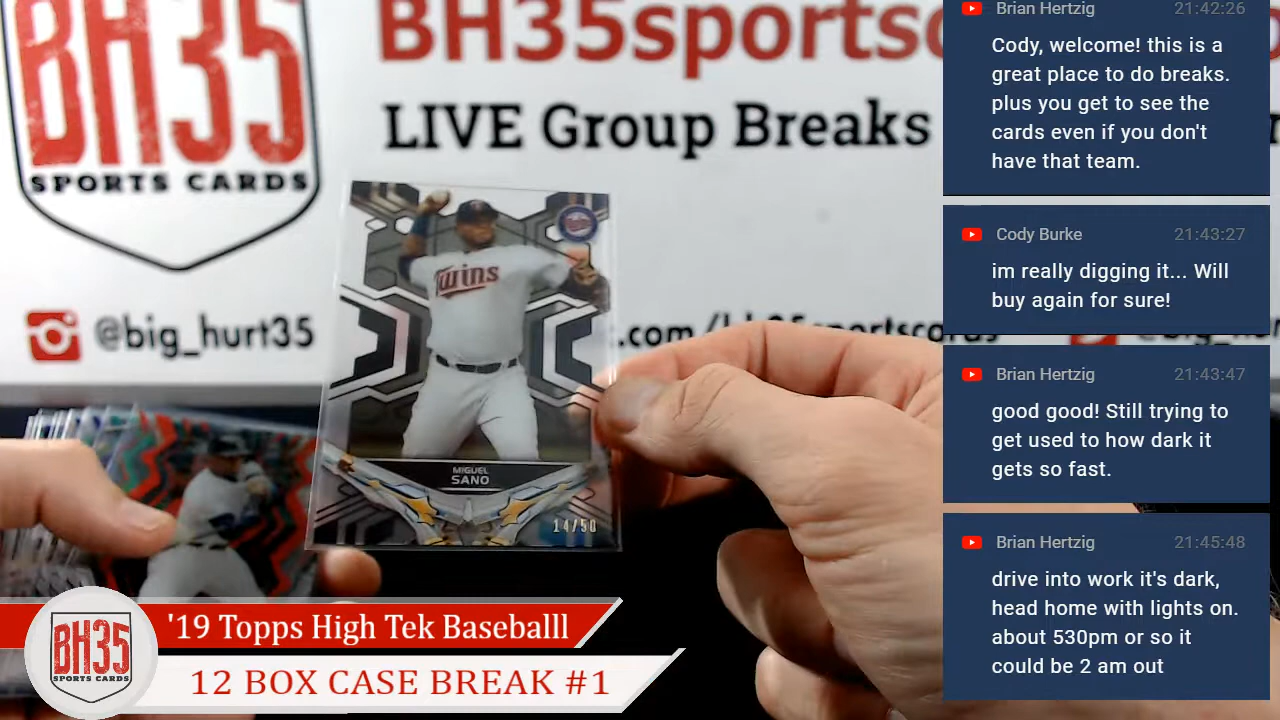 BH35
SPORTS CARDS
BH35sportsc
LIVE Group Breaks
@big_hurt35
.com/bh35sportscards
Twins
MIGUEL
SANO
14/50
'19 Topps High Tek Baseballl
12 BOX CASE BREAK #1
BH35
SPORTS CARDS
Brian Hertzig 21:42:26
Cody, welcome! this is a
great place to do breaks.
plus you get to see the
cards even if you don't
have that team.
Cody Burke 21:43:27
im really digging it... Will
buy again for sure!
Brian Hertzig 21:43:47
good good! Still trying to
get used to how dark it
gets so fast.
Brian Hertzig 21:45:48
drive into work it's dark,
head home with lights on.
about 530pm or so it
could be 2 am out